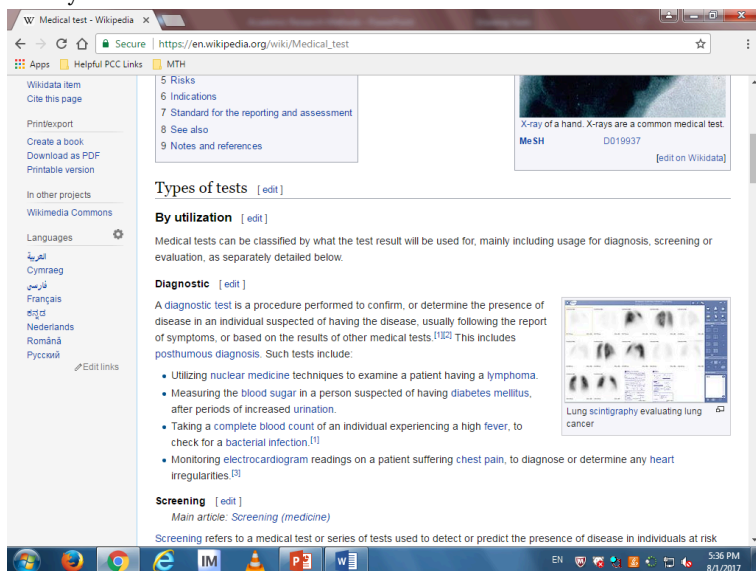 Medical test - Wikipedia
Secure | https://en.wikipedia.org/wiki/Medical_test
Apps Helpful PCC Links MTH
Wikidata item
Cite this page
Print/export
Create a book
Download as PDF
Printable version
In other projects
Wikimedia Commons
Languages
العربية
Cymraeg
فارسی
Français
ಕನ್ನಡ
Nederlands
Română
Русский
Edit links
5 Risks
6 Indications
7 Standard for the reporting and assessment
8 See also
9 Notes and references
X-ray of a hand. X-rays are a common medical test.
MeSH D019937
[edit on Wikidata]
Types of tests [ edit ]
By utilization [ edit ]
Medical tests can be classified by what the test result will be used for, mainly including usage for diagnosis, screening or
evaluation, as separately detailed below.
Diagnostic [ edit ]
A diagnostic test is a procedure performed to confirm, or determine the presence of
disease in an individual suspected of having the disease, usually following the report
of symptoms, or based on the results of other medical tests.[1][2] This includes
posthumous diagnosis. Such tests include:
• Utilizing nuclear medicine techniques to examine a patient having a lymphoma.
• Measuring the blood sugar in a person suspected of having diabetes mellitus,
after periods of increased urination.
• Taking a complete blood count of an individual experiencing a high fever, to
check for a bacterial infection.[1]
• Monitoring electrocardiogram readings on a patient suffering chest pain, to diagnose or determine any heart
irregularities.[3]
Lung scintigraphy evaluating lung
cancer
Screening [ edit ]
Main article: Screening (medicine)
Screening refers to a medical test or series of tests used to detect or predict the presence of disease in individuals at risk
IM
EN
5:36 PM
8/1/2017